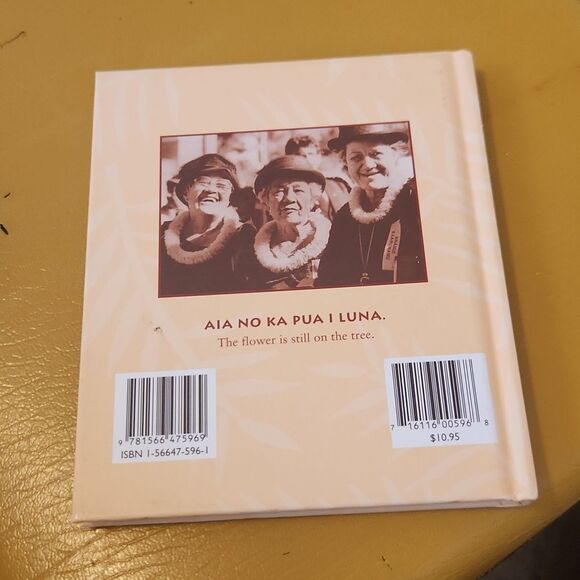 AIA NO KA PUA I LUNA.
The flower is still on the tree.
9 781566 475969
ISBN 1-56647-596-1
7 16116 00596 8
$10.95